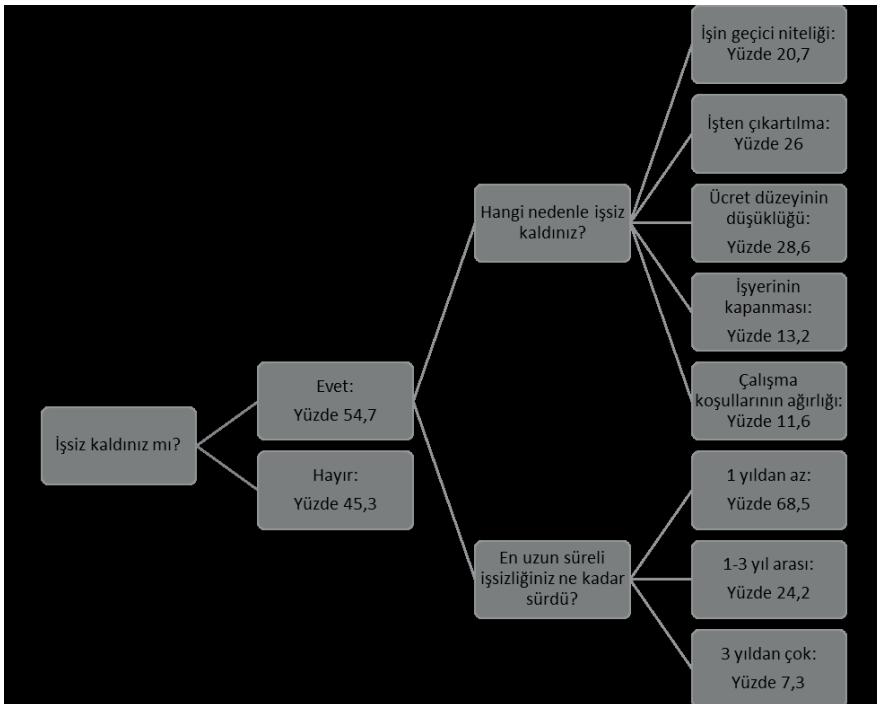 İşsiz kaldınız mı?
Evet:
Yüzde 54,7
Hayır:
Yüzde 45,3
Hangi nedenle işsiz
kaldınız?
İşin geçici niteliği:
Yüzde 20,7
İşten çıkartılma:
Yüzde 26
Ücret düzeyinin
düşüklüğü:
Yüzde 28,6
İşyerinin
kapanması:
Yüzde 13,2
Çalışma
koşullarının ağırlığı:
Yüzde 11,6
En uzun süreli
işsizliğiniz ne kadar
sürdü?
1 yıldan az:
Yüzde 68,5
1-3 yıl arası:
Yüzde 24,2
3 yıldan çok:
Yüzde 7,3